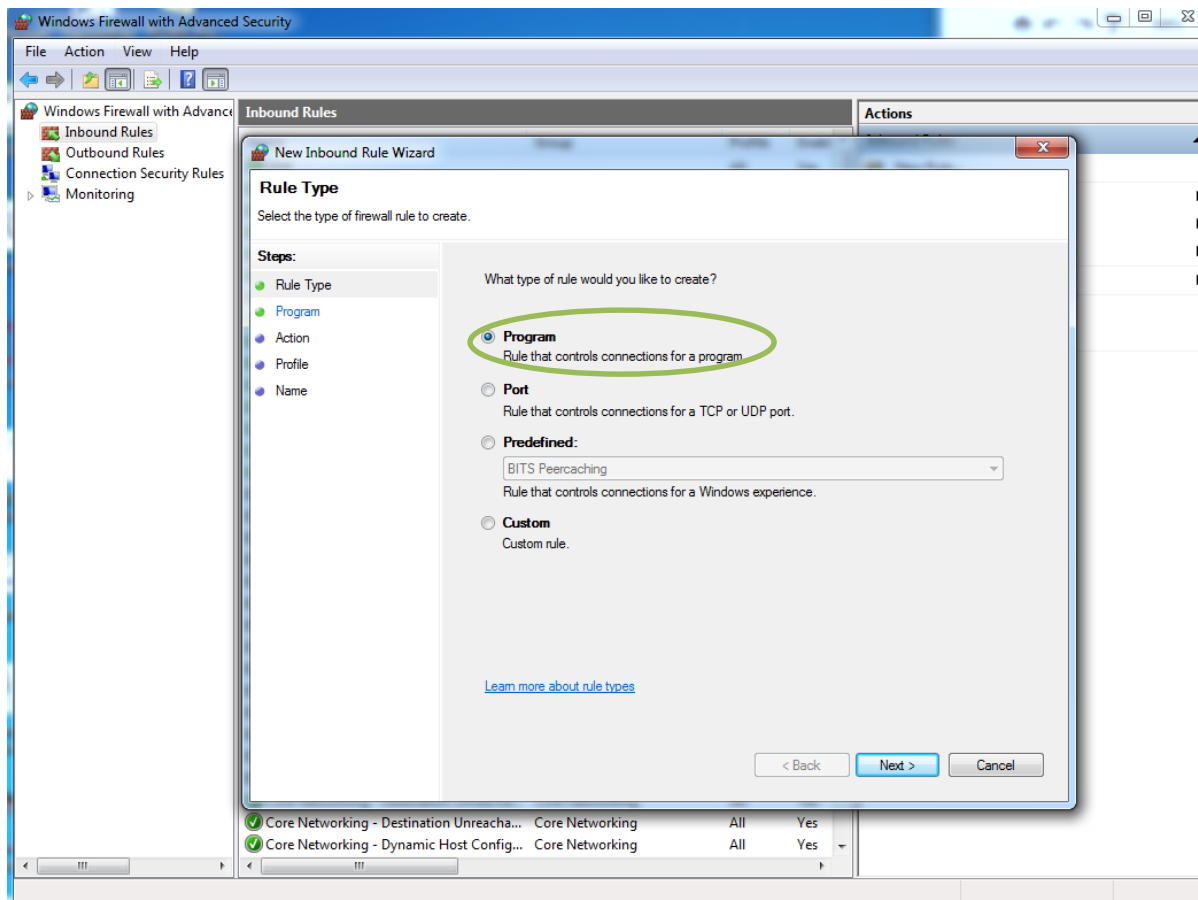 Windows Firewall with Advanced Security
File Action View Help
Windows Firewall with Advance
Inbound Rules
Outbound Rules
Connection Security Rules
Monitoring
Inbound Rules
Actions
New Inbound Rule Wizard
Rule Type
Select the type of firewall rule to create.
Steps:
Rule Type
Program
Action
Profile
Name
What type of rule would you like to create?
Program
Rule that controls connections for a program.
Port
Rule that controls connections for a TCP or UDP port.
Predefined:
BITS Peercaching
Rule that controls connections for a Windows experience.
Custom
Custom rule.
Learn more about rule types
< Back Next > Cancel
Core Networking - Destination Unreacha... Core Networking All Yes
Core Networking - Dynamic Host Config... Core Networking All Yes